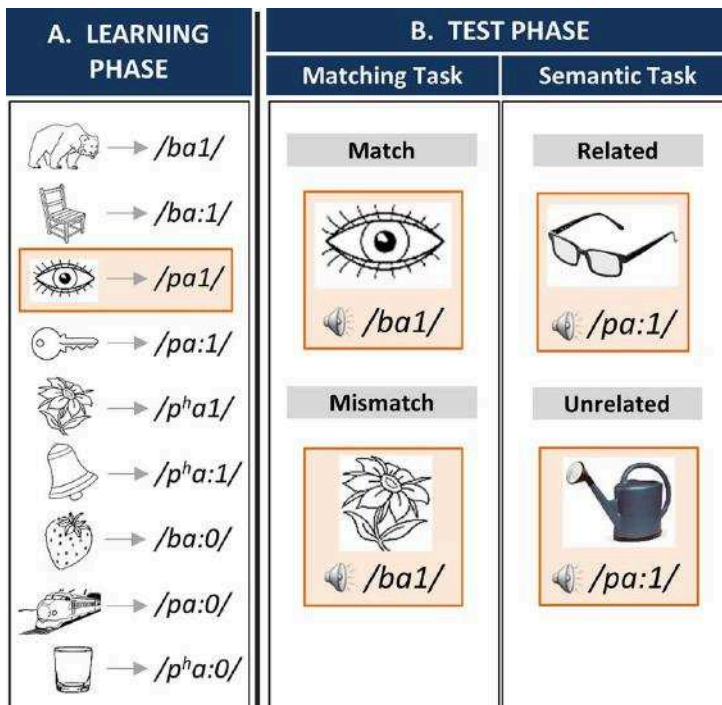 A. LEARNING
PHASE
/ba1/
/ba:1/
/pa1/
/pa:1/
/pʰa1/
/pʰa:1/
/ba:0/
/pa:0/
/pʰa:0/
B. TEST PHASE
Matching Task
Match
/ba1/
Mismatch
/ba1/
Semantic Task
Related
/pa:1/
Unrelated
/pa:1/